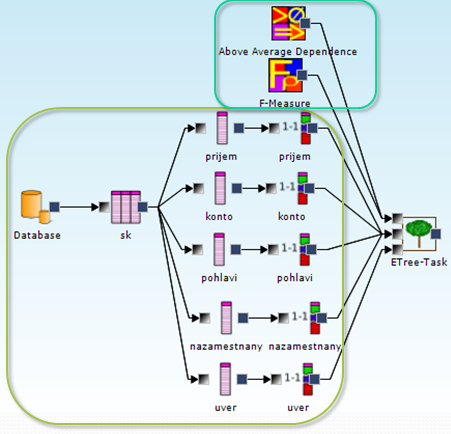 Above Average Dependence
F-Measure
1-1
prijem
prijem
1-1
konto
konto
Database
sk
1-1
pohlavi
pohlavi
ETree-Task
1-1
nazamestnany
nazamestnany
1-1
uver
uver